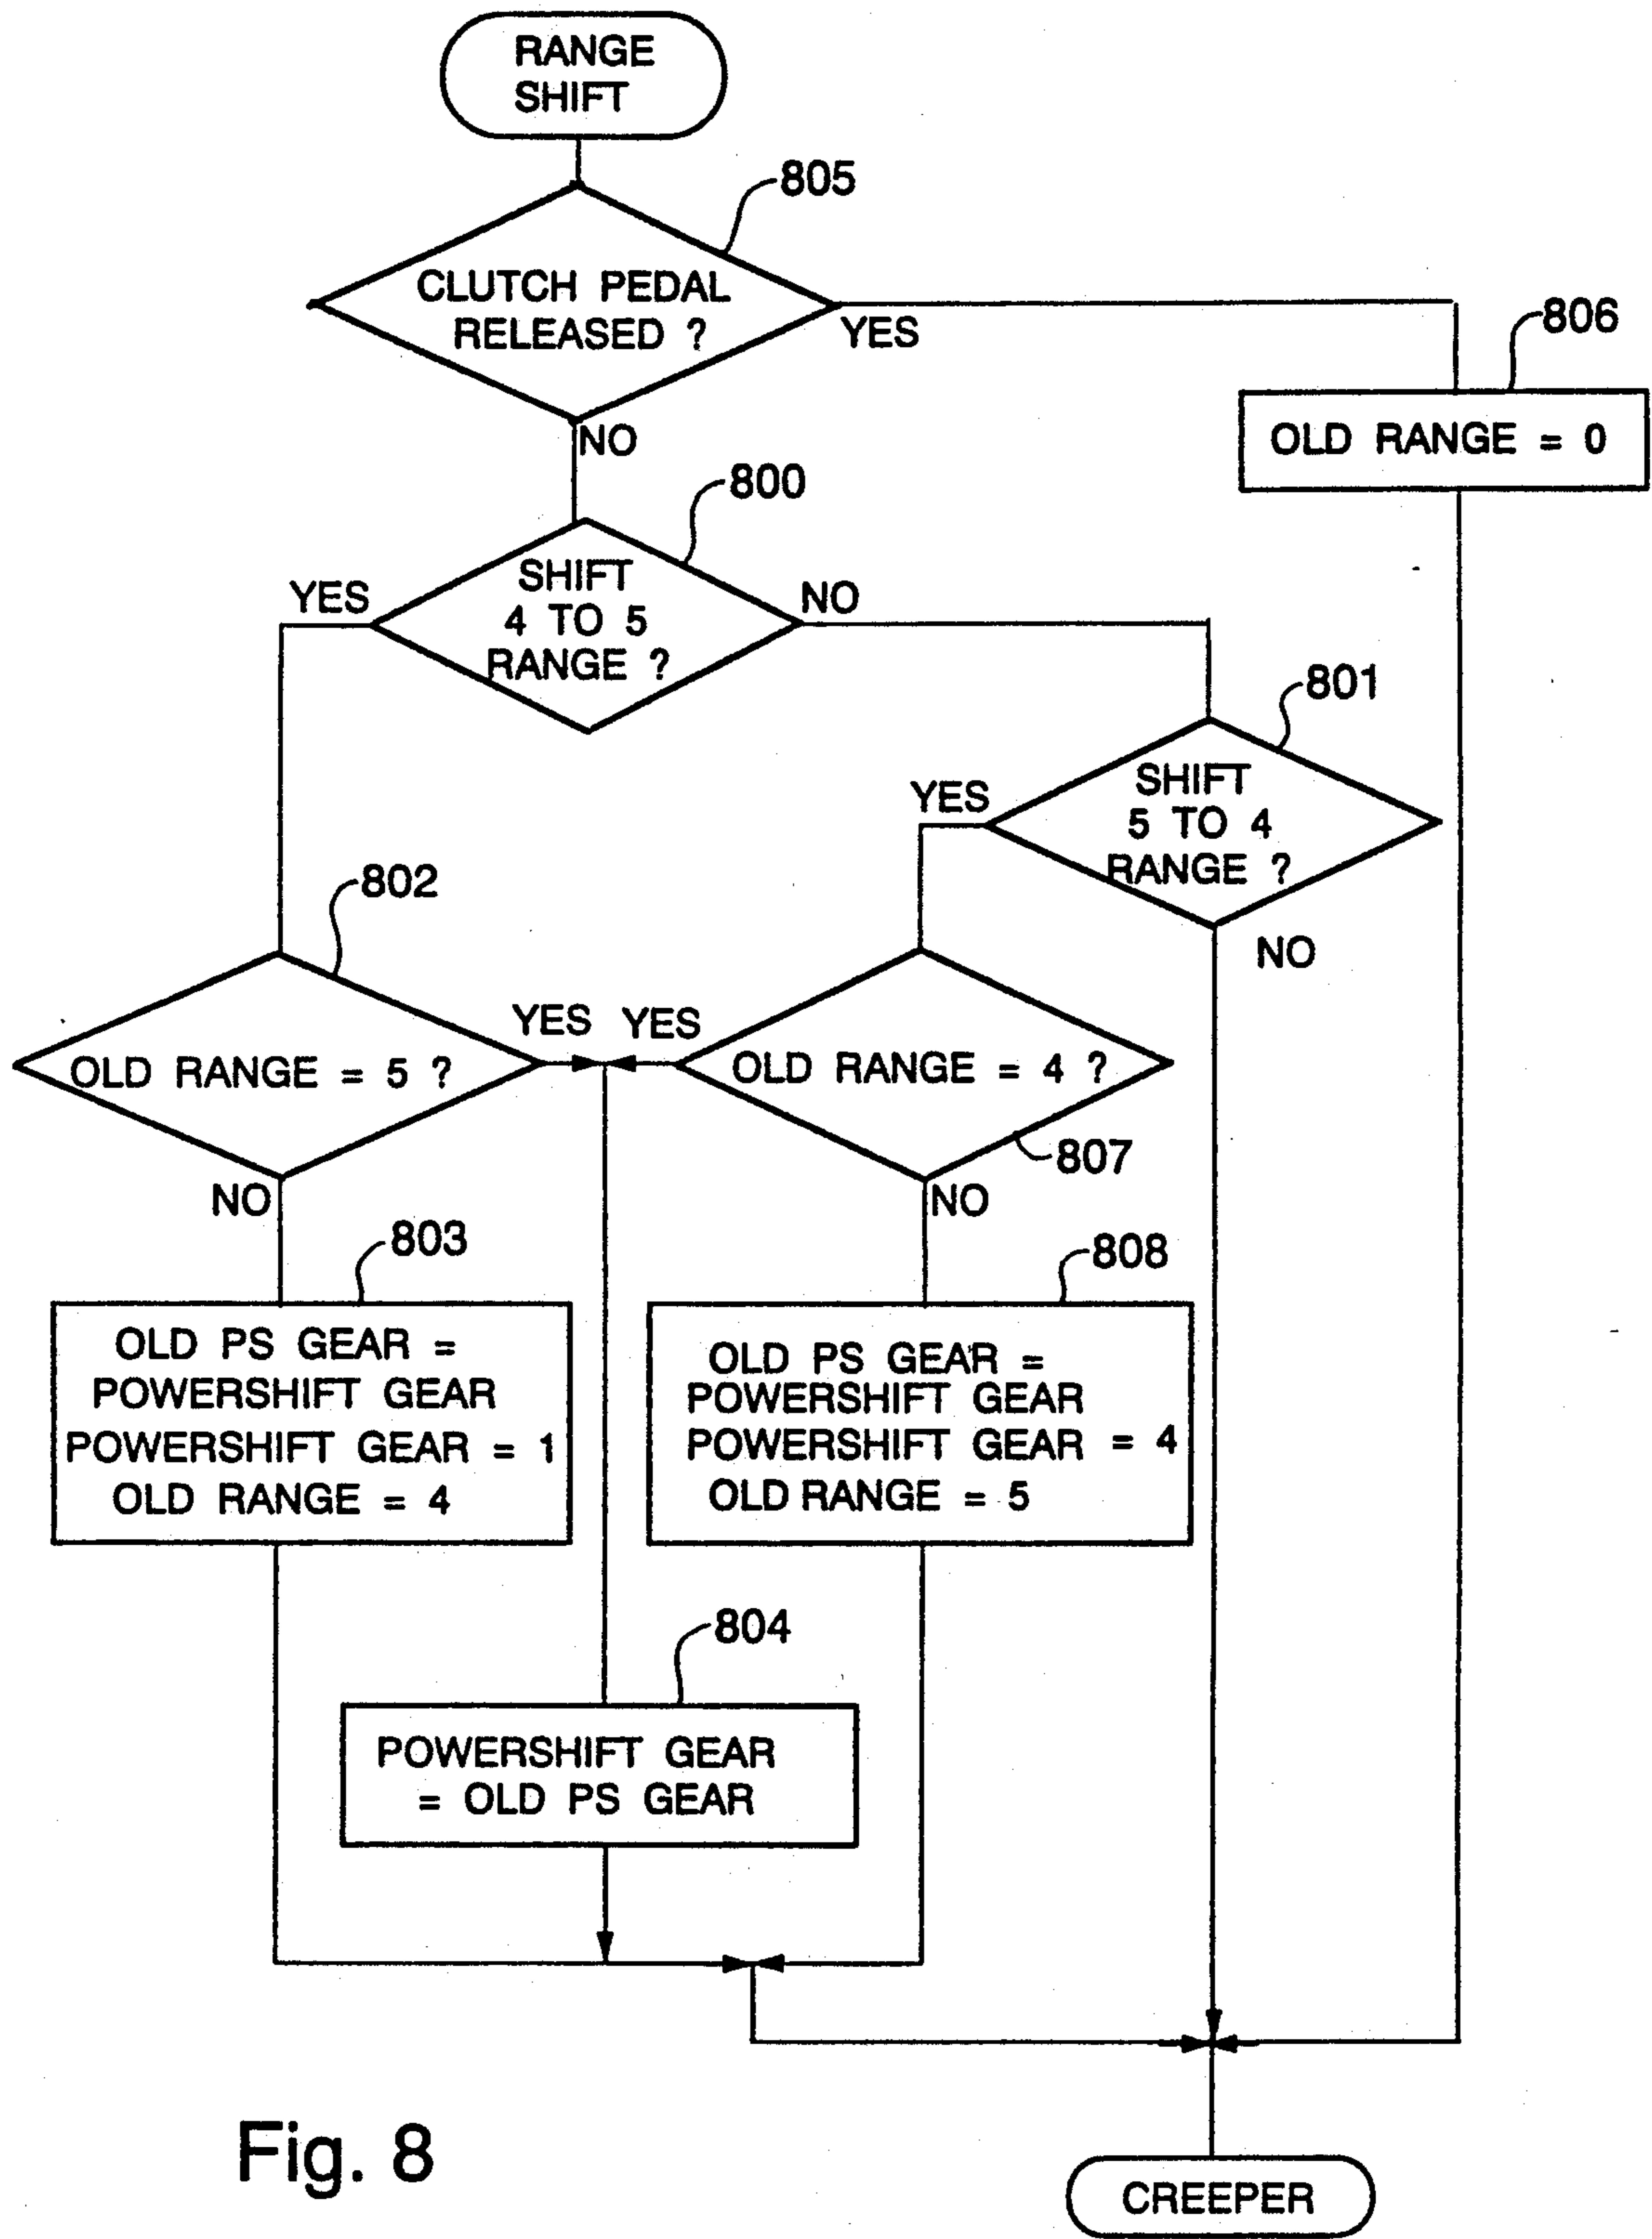 RANGE
SHIFT
805
CLUTCH PEDAL
RELEASED ?
YES
806
OLD RANGE = 0
NO
800
SHIFT
4 TO 5
RANGE ?
YES
NO
801
SHIFT
5 TO 4
RANGE ?
YES
NO
802
OLD RANGE = 5 ?
YES
YES
OLD RANGE = 4 ?
807
NO
NO
803
OLD PS GEAR =
POWERSHIFT GEAR
POWERSHIFT GEAR = 1
OLD RANGE = 4
808
OLD PS GEAR =
POWERSHIFT GEAR
POWERSHIFT GEAR = 4
OLD RANGE = 5
804
POWERSHIFT GEAR
= OLD PS GEAR
Fig. 8
CREEPER